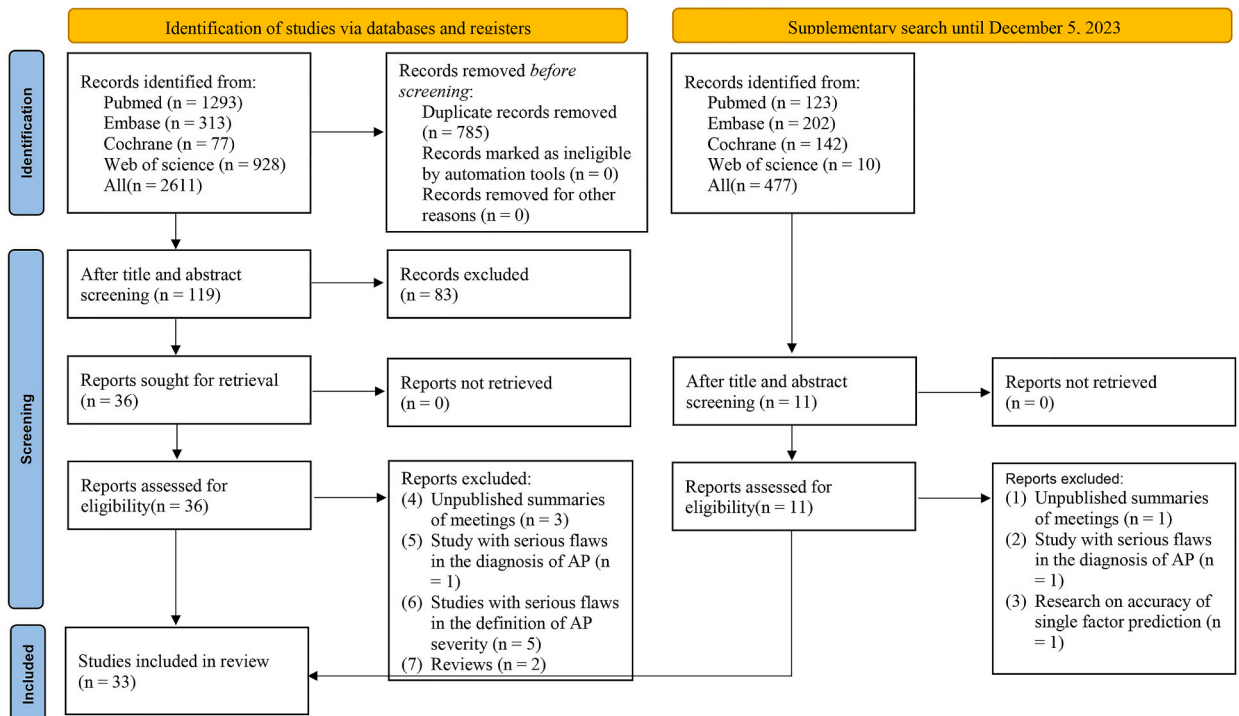 Identification of studies via databases and registers
Supplementary search until December 5, 2023
Identification
Records identified from:
Pubmed (n = 1293)
Embase (n = 313)
Cochrane (n = 77)
Web of science (n = 928)
All(n = 2611)
Records removed before
screening:
Duplicate records removed
(n = 785)
Records marked as ineligible
by automation tools (n = 0)
Records removed for other
reasons (n = 0)
Records identified from:
Pubmed (n = 123)
Embase (n = 202)
Cochrane (n = 142)
Web of science (n = 10)
All(n = 477)
Screening
After title and abstract
screening (n = 119)
Records excluded
(n = 83)
Reports sought for retrieval
(n = 36)
Reports not retrieved
(n = 0)
After title and abstract
screening (n = 11)
Reports not retrieved
(n = 0)
Reports assessed for
eligibility(n = 36)
Reports excluded:
(4) Unpublished summaries
of meetings (n = 3)
(5) Study with serious flaws
in the diagnosis of AP (n
= 1)
(6) Studies with serious flaws
in the definition of AP
severity (n = 5)
(7) Reviews (n = 2)
Reports assessed for
eligibility(n = 11)
Reports excluded:
(1) Unpublished summaries
of meetings (n = 1)
(2) Study with serious flaws
in the diagnosis of AP (n
= 1)
(3) Research on accuracy of
single factor prediction (n
= 1)
Included
Studies included in review
(n = 33)